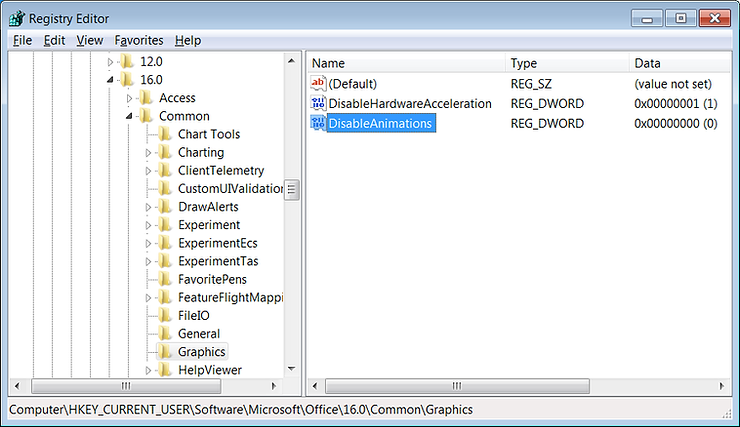 Registry Editor
File Edit View Favorites Help
12.0
16.0
Access
Common
Chart Tools
Charting
ClientTelemetry
CustomUIValidation
DrawAlerts
Experiment
ExperimentEcs
ExperimentTas
FavoritePens
FeatureFlightMappi
FileIO
General
Graphics
HelpViewer
Name Type Data
(Default) REG_SZ (value not set)
DisableHardwareAcceleration REG_DWORD 0x00000001 (1)
DisableAnimations REG_DWORD 0x00000000 (0)
Computer\HKEY_CURRENT_USER\Software\Microsoft\Office\16.0\Common\Graphics